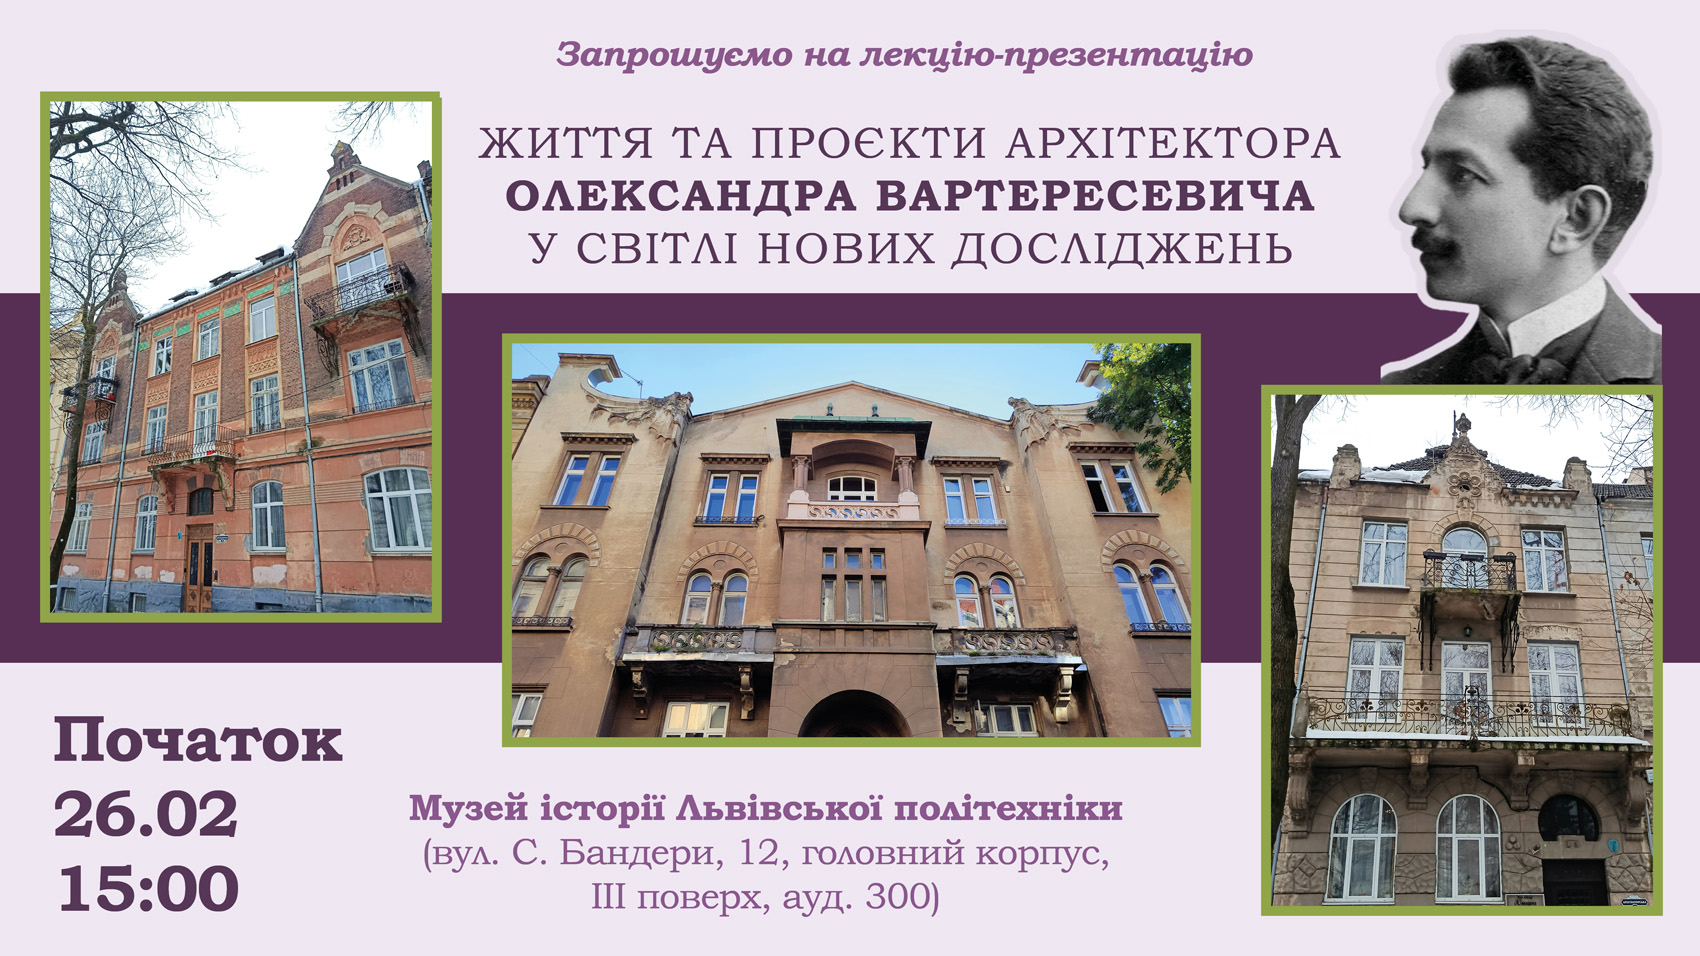 Запрошуємо на лекцію-презентацію
ЖИТТЯ ТА ПРОЄКТИ АРХІТЕКТОРА
ОЛЕКСАНДРА ВАРТЕРЕСЕВИЧА
У СВІТЛІ НОВИХ ДОСЛІДЖЕНЬ
Початок
26.02
15:00
Музей історії Львівської політехніки
(вул. С. Бандери, 12, головний корпус,
ІІІ поверх, ауд. 300)